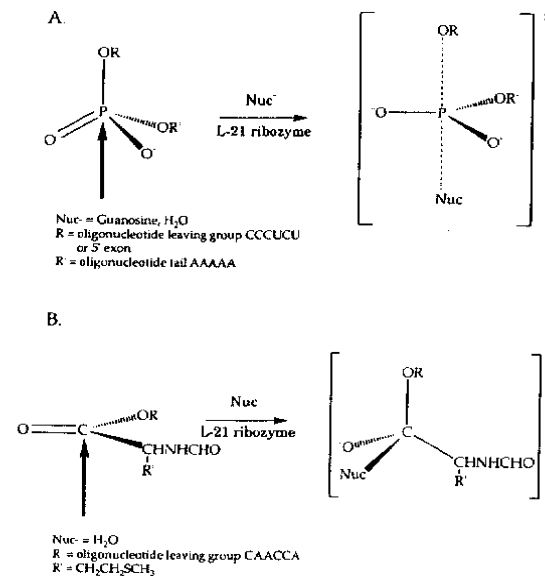 A.
OR
P
O
OR'
O-
Nuc-
L-21 ribozyme
OR
-O
P
OR'
O-
Nuc
Nuc- = Guanosine, H2O
R = oligonucleotide leaving group CCCUCU
or 5' exon
R' = oligonucleotide tail AAAAA
B.
O
C
OR
CHNHCHO
R'
Nuc
L-21 ribozyme
OR
-O
C
Nuc
CHNHCHO
R'
Nuc- = H2O
R = oligonucleotide leaving group CAACCA
R' = CH2CH2SCH3